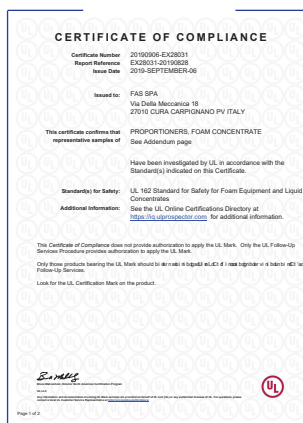 CERTIFICATE OF COMPLIANCE
Certificate Number 20190906-EX28031
Report Reference EX28031-20190828
Issue Date 2019-SEPTEMBER-06
Issued to: FAS SPA
Via Della Meccanica 18
27010 CURA CARPIGNANO PV ITALY
This certificate confirms that PROPORTIONERS, FOAM CONCENTRATE
representative samples of See Addendum page
Have been investigated by UL in accordance with the
Standard(s) indicated on this Certificate.
Standard(s) for Safety: UL 162 Standard for Safety for Foam Equipment and Liquid
Concentrates
Additional Information: See the UL Online Certifications Directory at
https://iq.ulprospector.com for additional information.
This Certificate of Compliance does not provide authorization to apply the UL Mark. Only the UL Follow-Up
Services Procedure provides authorization to apply the UL Mark.
Only those products bearing the UL Mark should
Follow-Up Services.
Look for the UL Certification Mark on the product.
Page 1 of 2
UL